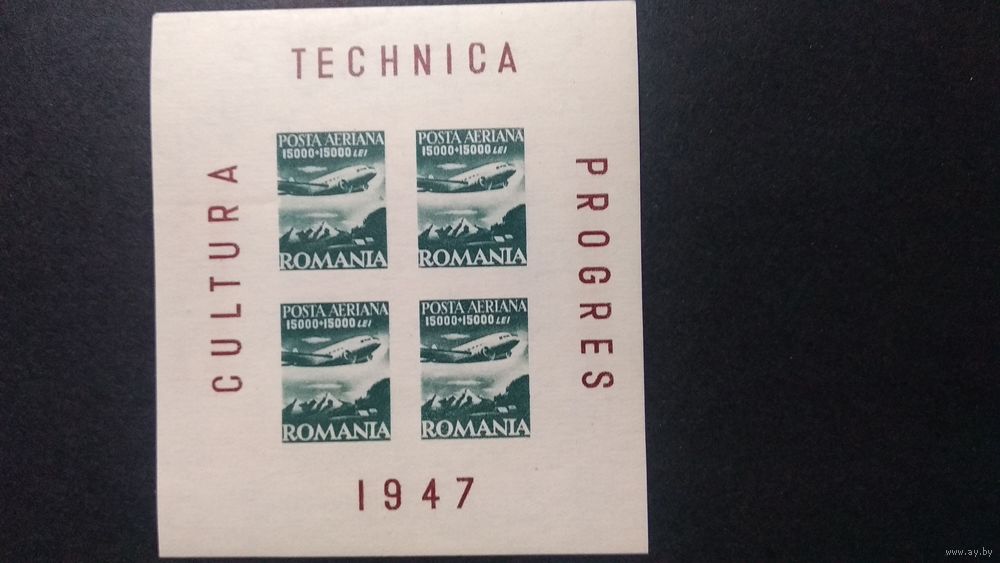 TECHNICA
CULTURA
PROGRES
POSTA AERIANA
15000+15000 LEI
ROMANIA
POSTA AERIANA
15000+15000 LEI
ROMANIA
POSTA AERIANA
15000+15000 LEI
ROMANIA
POSTA AERIANA
15000+15000 LEI
ROMANIA
1947
www.ay.by